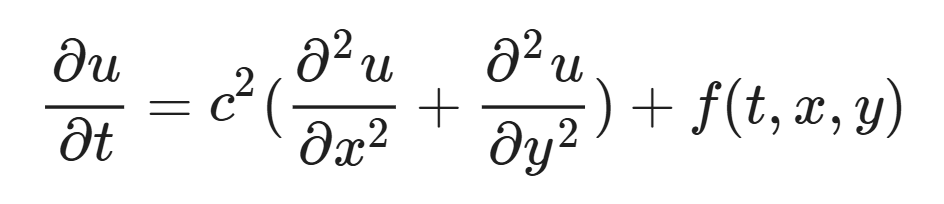 ∂u/∂t = c²(∂²u/∂x² + ∂²u/∂y²) + f(t, x, y)